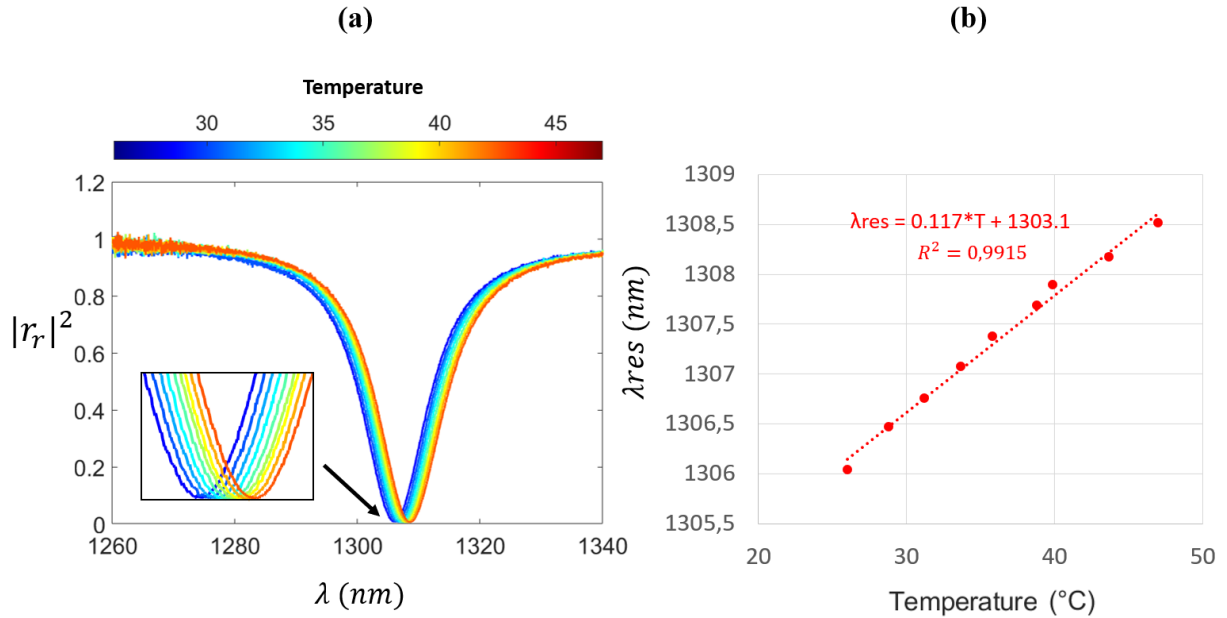 (a)
Temperature
30 35 40 45
1.2
1
0.8
0.6
0.4
0.2
0
|r_r|^2
1260 1280 1300 1320 1340
λ (nm)
(b)
1309
1308,5
1308
1307,5
1307
1306,5
1306
1305,5
λres (nm)
λres = 0.117*T + 1303.1
R² = 0,9915
20 30 40 50
Temperature (°C)